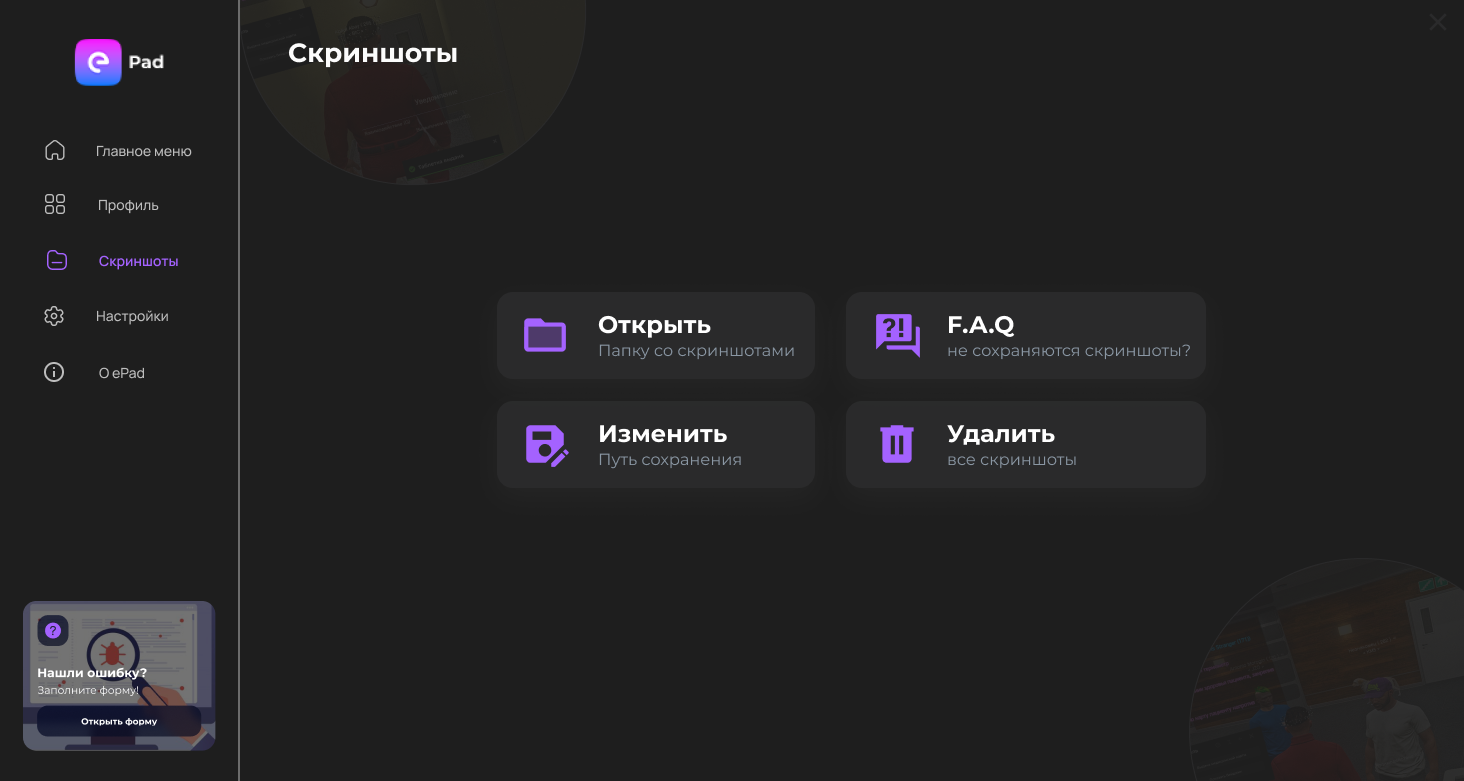 Pad
Главное меню
Профиль
Скриншоты
Настройки
О ePad
Нашли ошибку?
Заполните форму!
Открыть форму
Скриншоты
Открыть
Папку со скриншотами
F.A.Q
не сохраняются скриншоты?
Изменить
Путь сохранения
Удалить
все скриншоты